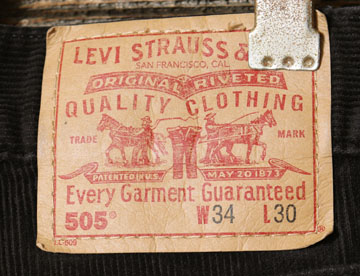 LEVI STRAUSS &
SAN FRANCISCO, CAL.
ORIGINAL RIVETED
QUALITY CLOTHING
TRADE MARK
PATENTED IN U.S. MAY 20 1873
Every Garment Guaranteed
505® W34 L30